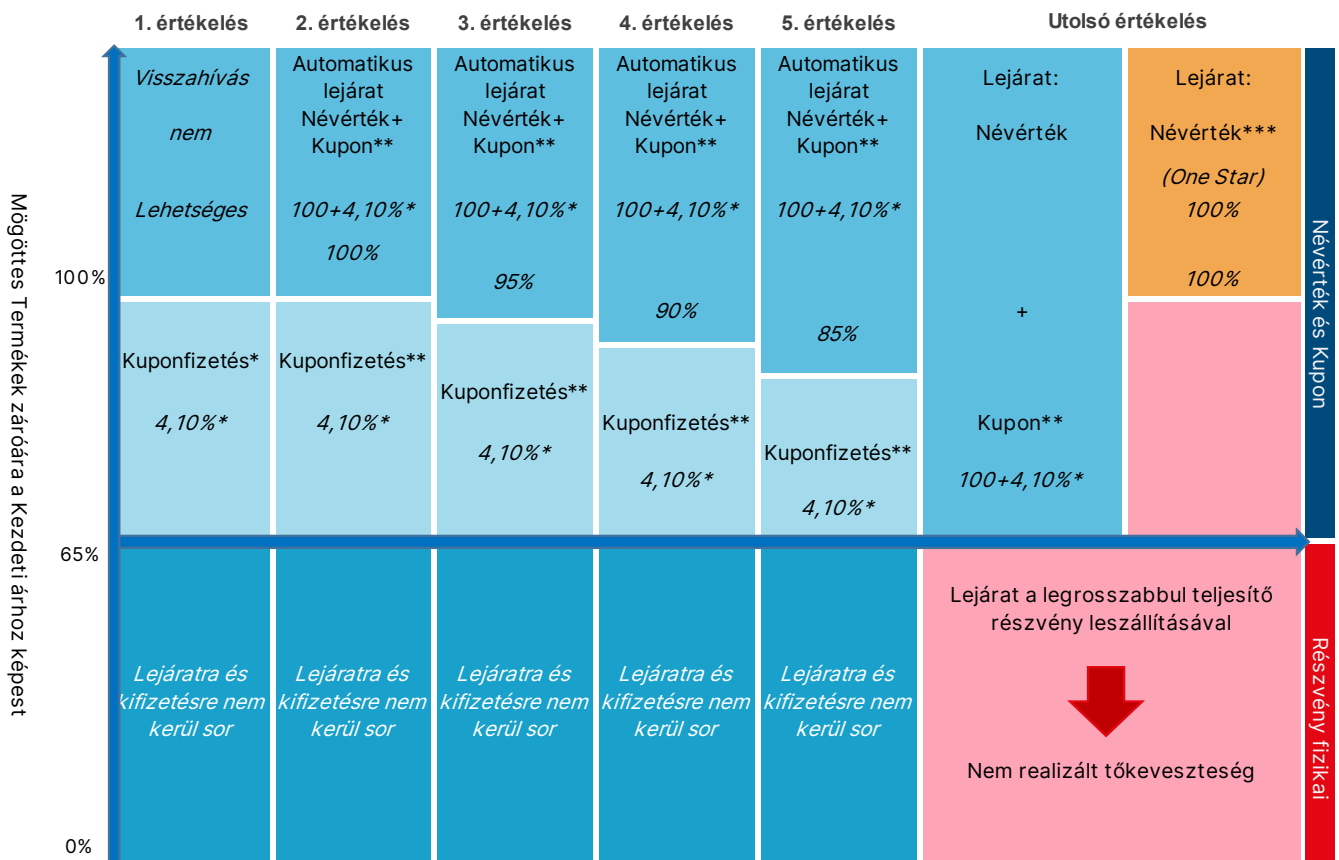 1. értékelés
2. értékelés
3. értékelés
4. értékelés
5. értékelés
Utolsó értékelés
Mögöttes Termékek záróára a Kezdeti árhoz képest
100%
65%
0%
Visszahívás
nem
Lehetséges
Kuponfizetés*
4,10%*
Lejáratra és
kifizetésre nem
kerül sor
Automatikus
lejárat
Névérték+
Kupon**
100+4,10%*
100%
Kuponfizetés**
4,10%*
Lejáratra és
kifizetésre nem
kerül sor
Automatikus
lejárat
Névérték+
Kupon**
100+4,10%*
95%
Kuponfizetés**
4,10%*
Lejáratra és
kifizetésre nem
kerül sor
Automatikus
lejárat
Névérték+
Kupon**
100+4,10%*
90%
Kuponfizetés**
4,10%*
Lejáratra és
kifizetésre nem
kerül sor
Automatikus
lejárat
Névérték+
Kupon**
100+4,10%*
85%
Kuponfizetés**
4,10%*
Lejáratra és
kifizetésre nem
kerül sor
Lejárat:
Névérték
+
Kupon**
100+4,10%*
Lejárat:
Névérték***
(One Star)
100%
100%
Lejárat a legrosszabbul teljesítő
részvény leszállításával
Nem realizált tőkeveszteség
Névérték és Kupon
Részvény fizikai